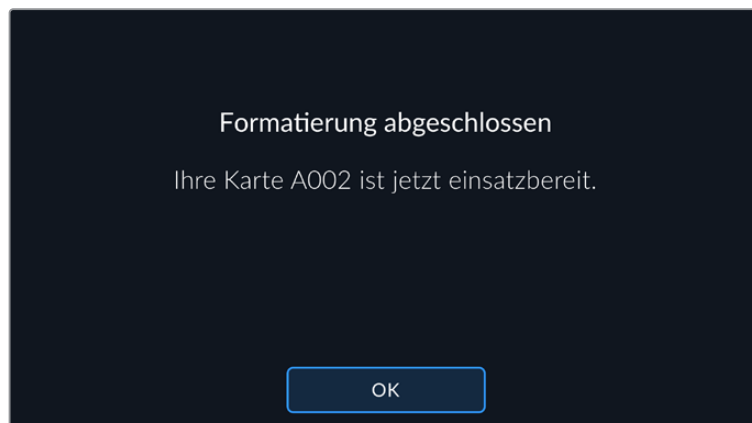 Formatierung abgeschlossen
Ihre Karte A002 ist jetzt einsatzbereit.
OK